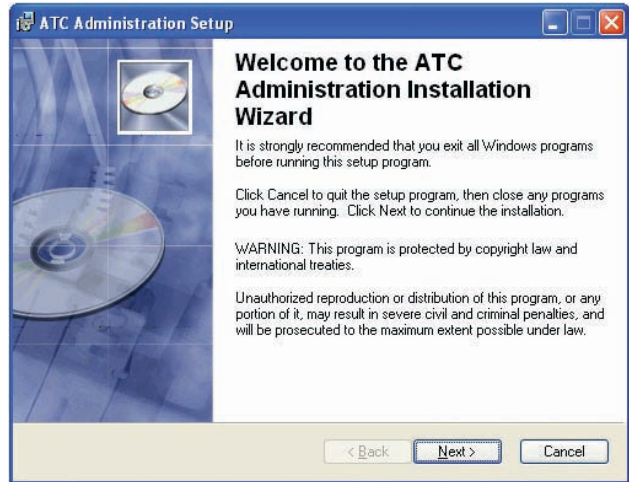 ATC Administration Setup
Welcome to the ATC
Administration Installation
Wizard
It is strongly recommended that you exit all Windows programs
before running this setup program.
Click Cancel to quit the setup program, then close any programs
you have running. Click Next to continue the installation.
WARNING: This program is protected by copyright law and
international treaties.
Unauthorized reproduction or distribution of this program, or any
portion of it, may result in severe civil and criminal penalties, and
will be prosecuted to the maximum extent possible under law.
< Back Next > Cancel